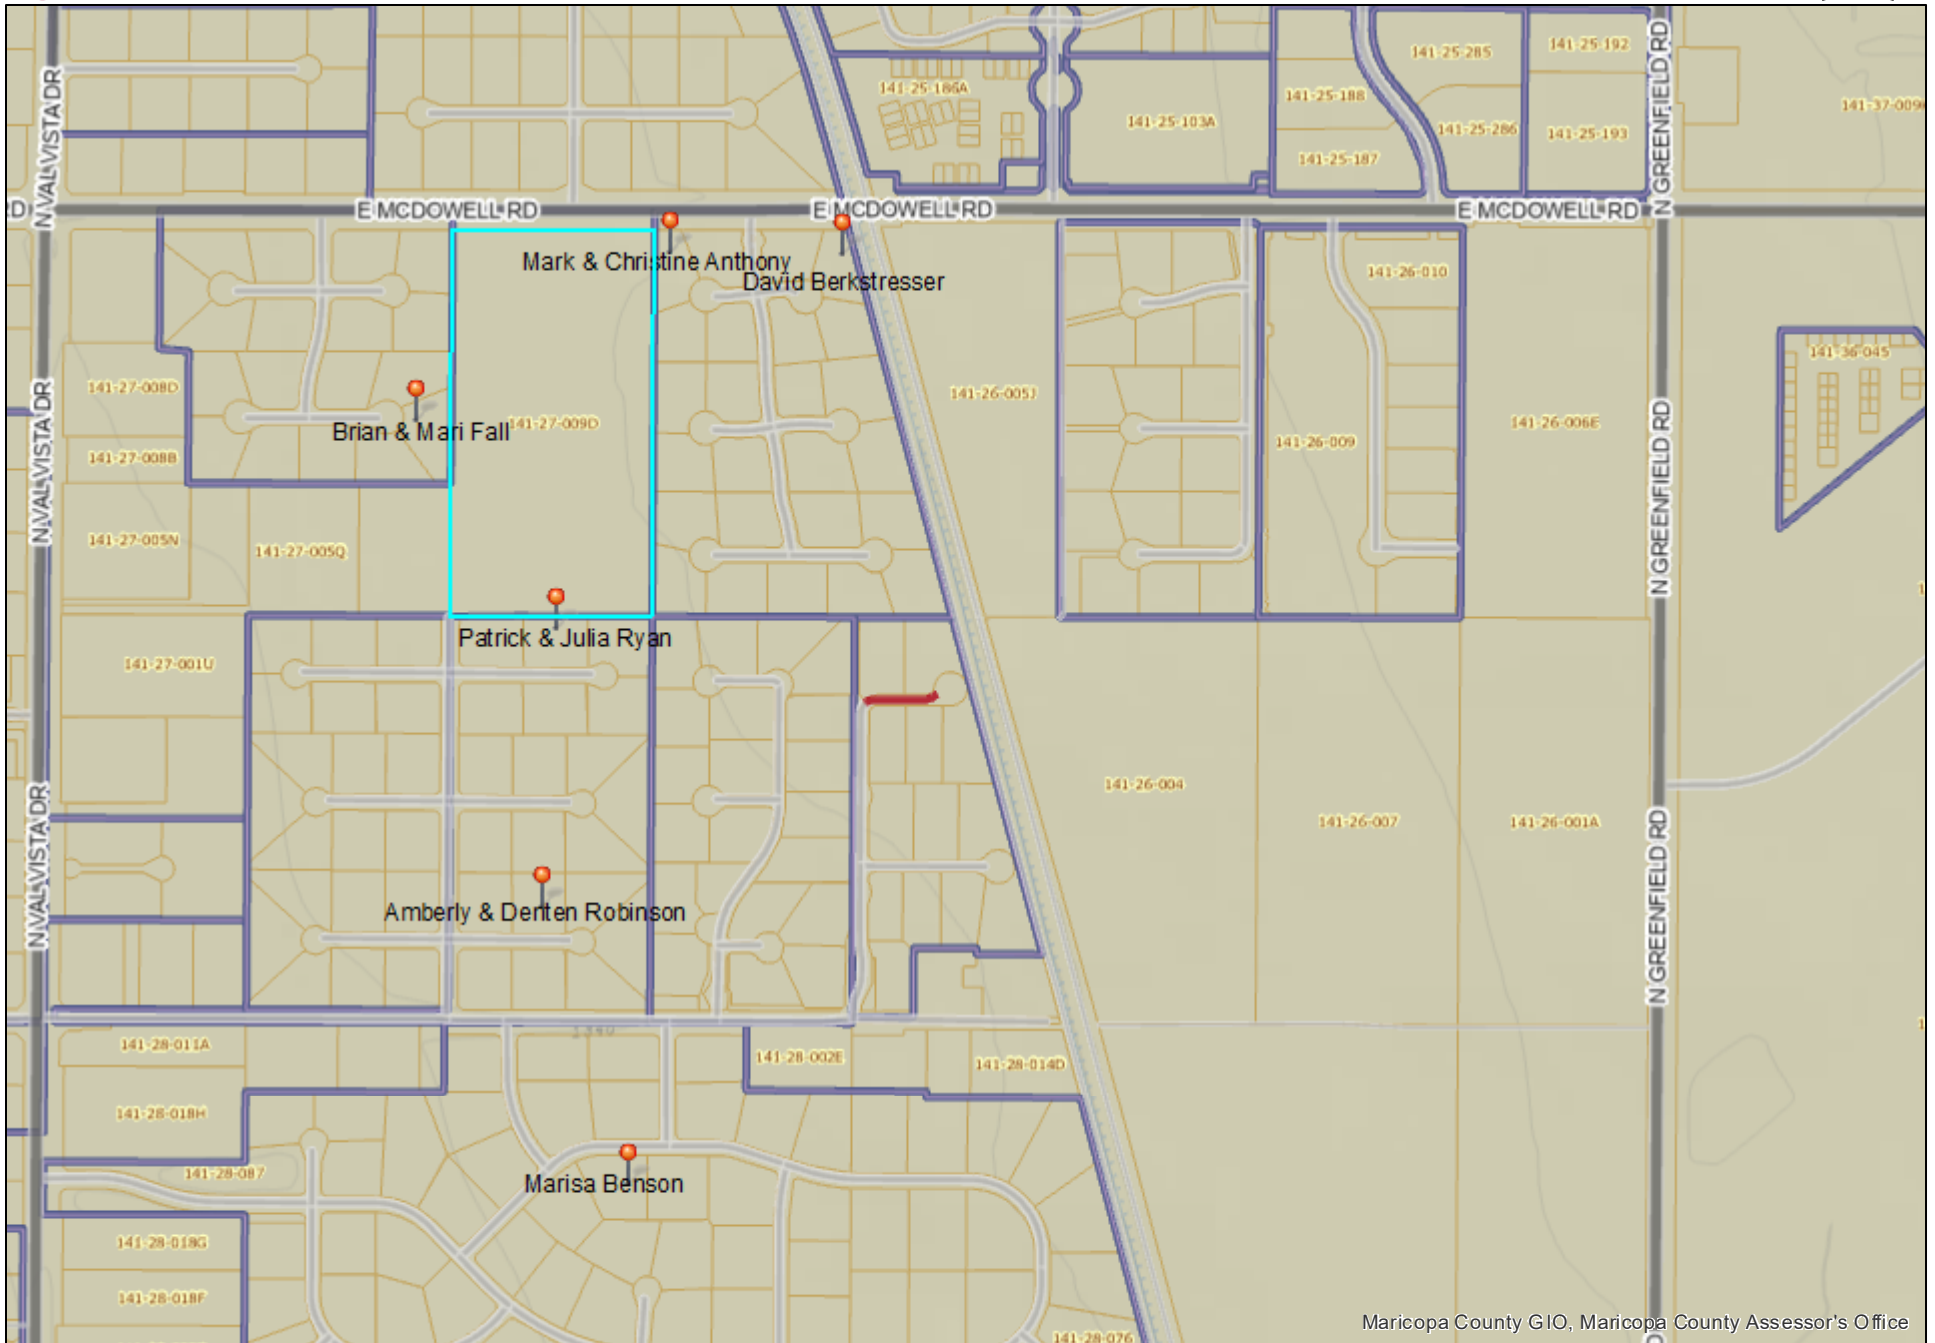 N VAL VISTA DR
N GREENFIELD RD
141-25-285
141-25-192
141-25-186A
141-25-188
141-25-103A
141-25-286
141-25-193
141-37-009
141-25-187
RD
E MCDOWELL RD
E MCDOWELL RD
E MCDOWELL RD
Mark & Christine Anthony
David Berkstresser
141-26-010
141-36-045
141-27-008D
141-26-005J
141-26-006E
Brian & Mari Fall
141-27-009D
141-26-009
141-27-008B
N VAL VISTA DR
N GREENFIELD RD
141-27-005N
141-27-005Q
Patrick & Julia Ryan
141-27-001U
141-26-004
141-26-007
141-26-001A
N VAL VISTA DR
N GREENFIELD RD
Amberly & Denten Robinson
1340
141-28-011A
141-28-002E
141-28-014D
141-28-018H
141-28-087
Marisa Benson
141-28-018G
141-28-018F
141-28-076
Maricopa County GIO, Maricopa County Assessor's Office